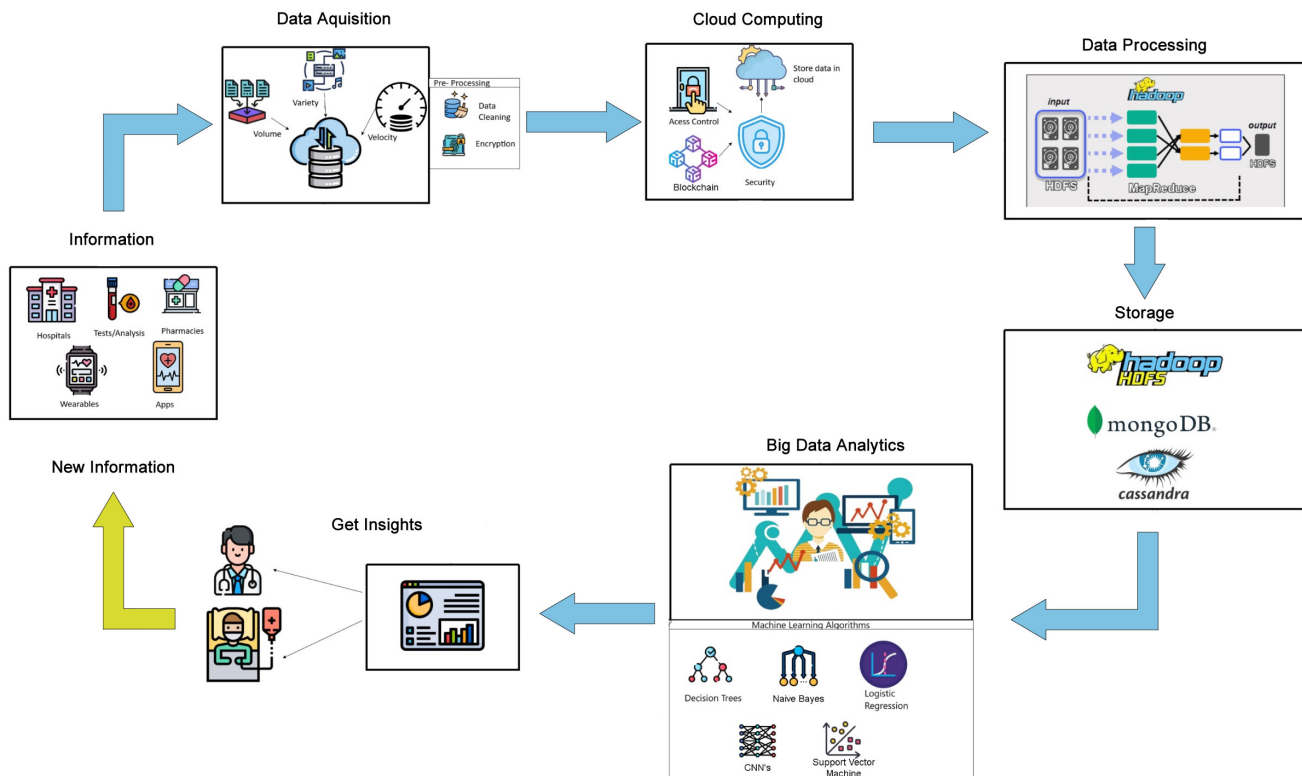 Data Aquisition
Variety
Volume
Velocity
Pre- Processing
Data
Cleaning
Encryption
Cloud Computing
Store data in
cloud
Acess Control
Blockchain
Security
Data Processing
input
hadoop
output
HDFS
HDFS
MapReduce
Information
Hospitals
Tests/Analysis
Pharmacies
Wearables
Apps
Storage
hadoop
HDFS
mongoDB®
cassandra
Big Data Analytics
Machine Learning Algorithms
Decision Trees
Naive Bayes
Logistic
Regression
CNN's
Support Vector
Machine
Get Insights
New Information